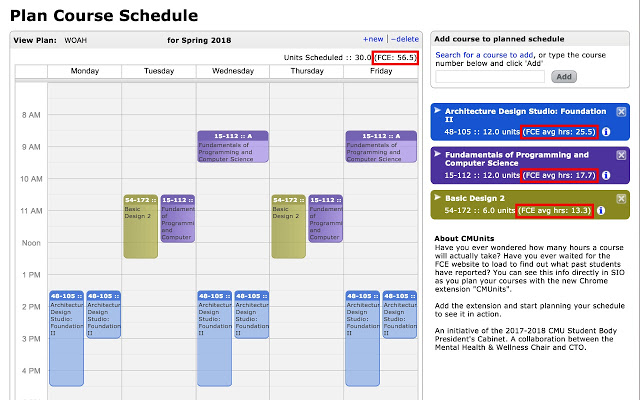 Plan Course Schedule
View Plan: WOAH for Spring 2018 +new | −delete
Units Scheduled :: 30.0 (FCE: 56.5)
Monday Tuesday Wednesday Thursday Friday
8 AM
9 AM
10 AM
11 AM
Noon
1 PM
2 PM
3 PM
4 PM
54-172 ::
Basic
Design 2
15-112 ::
Fundamentals of
Programming
and
Computer
15-112 :: A
Fundamentals of
Programming and
Computer Science
54-172 ::
Basic
Design 2
15-112 ::
Fundamentals of
Programming
and
Computer
15-112 :: A
Fundamentals of
Programming and
Computer Science
48-105 ::
Architecture
Design
Studio:
Foundation
II
48-105 ::
Architecture
Design
Studio:
Foundation
II
48-105 ::
Architecture
Design
Studio:
Foundation
II
48-105 ::
Architecture
Design
Studio:
Foundation
II
48-105 ::
Architecture
Design
Studio:
Foundation
II
48-105 ::
Architecture
Design
Studio:
Foundation
II
Add course to planned schedule
Search for a course to add, or type the course
number below and click 'Add'
Add
Architecture Design Studio: Foundation
II
48-105 :: 12.0 units (FCE avg hrs: 25.5)
Fundamentals of Programming and
Computer Science
15-112 :: 12.0 units (FCE avg hrs: 17.7)
Basic Design 2
54-172 :: 6.0 units (FCE avg hrs: 13.3)
About CMUnits
Have you ever wondered how many hours a course
will actually take? Have you ever waited for the
FCE website to load to find out what past students
have reported? You can see this info directly in SIO
as you plan your courses with the new Chrome
extension "CMUnits".
Add the extension and start planning your schedule
to see it in action.
An initiative of the 2017-2018 CMU Student Body
President's Cabinet. A collaboration between the
Mental Health & Wellness Chair and CTO.